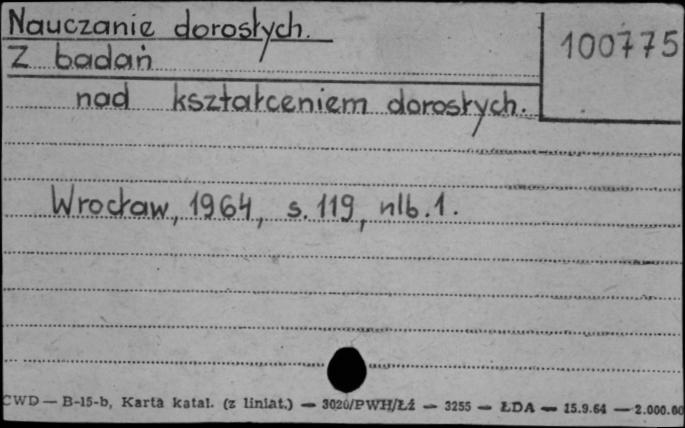 Nauczanie dorosłych.
100775
Z badań
nad kształceniem dorosłych.
Wrocław, 1964, s. 119, nlb. 1.
CWD — B-15-b, Karta katal. (z liniat.) — 3020/PWH/Łź — 3255 — ŁDA — 15.9.64 — 2.000.00